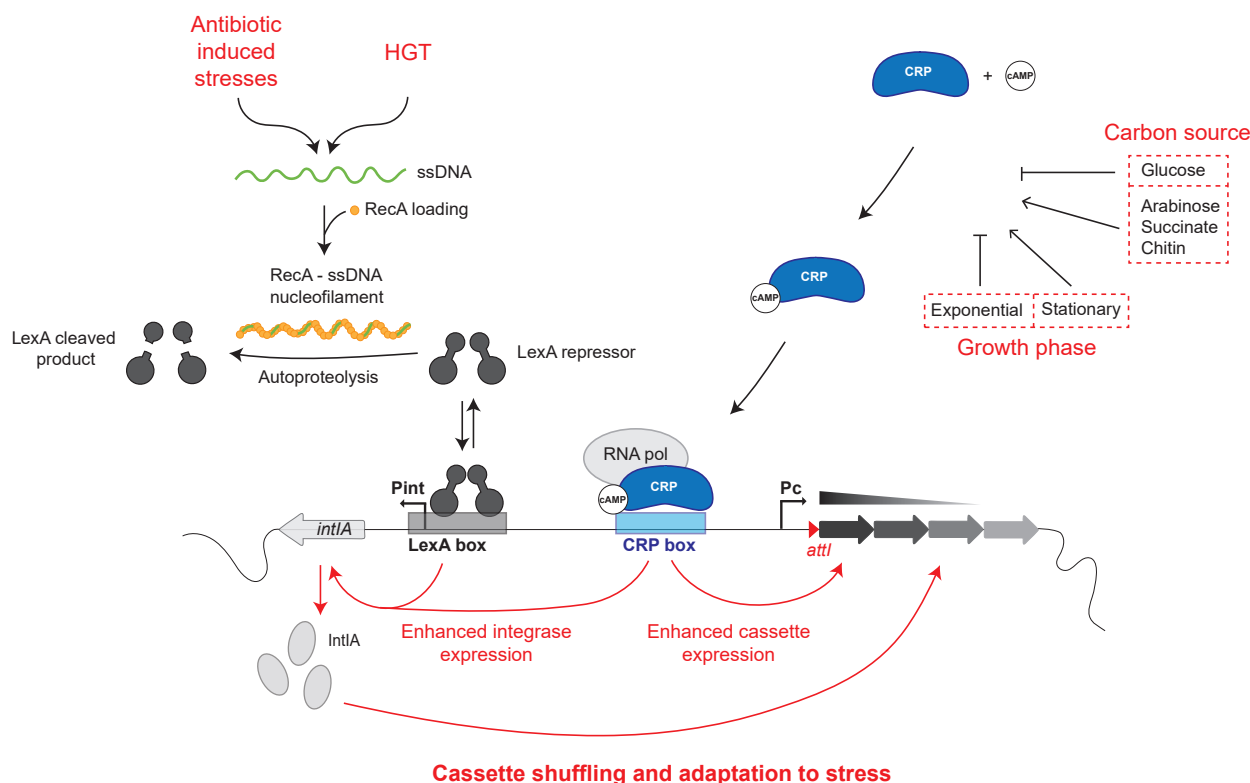 Antibiotic
induced
stresses
HGT
ssDNA
RecA loading
RecA - ssDNA
nucleofilament
LexA cleaved
product
Autoproteolysis
LexA repressor
CRP
+
cAMP
Carbon source
Glucose
Arabinose
Succinate
Chitin
CRP
cAMP
Exponential
Stationary
Growth phase
RNA pol
CRP
cAMP
Pint
Pc
intIA
LexA box
CRP box
attI
IntIA
Enhanced integrase
expression
Enhanced cassette
expression
Cassette shuffling and adaptation to stress